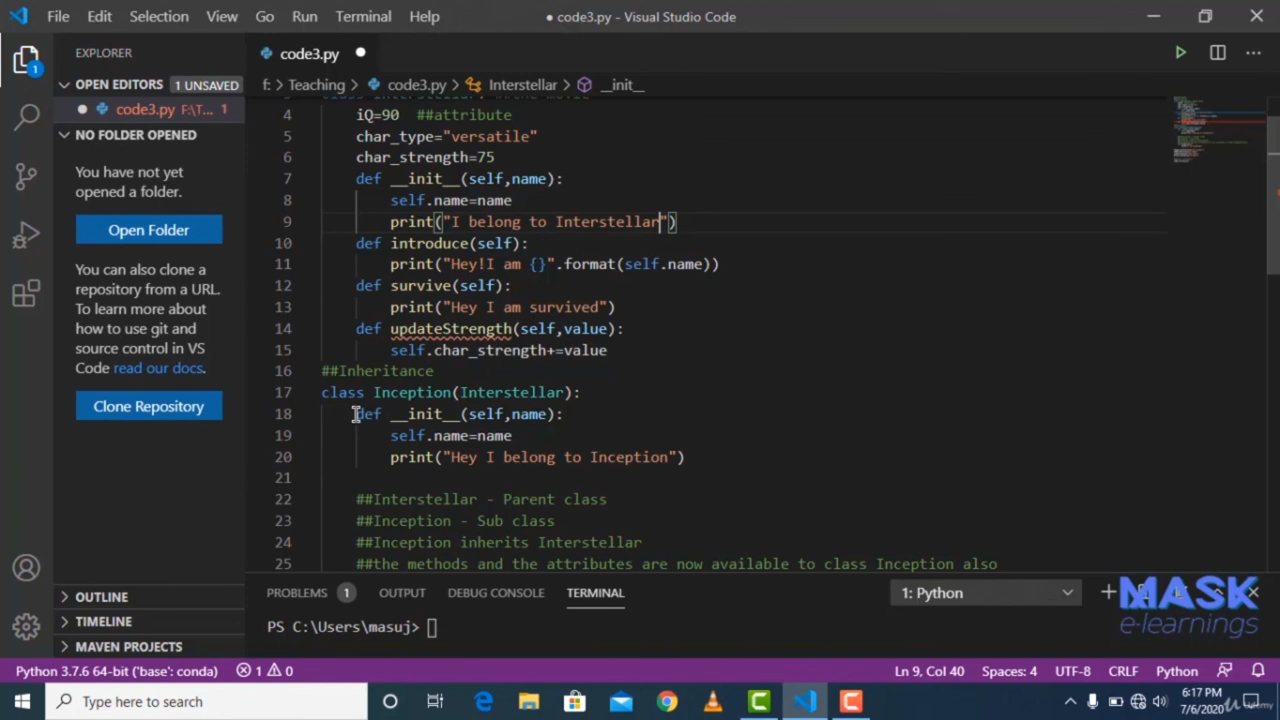 File Edit Selection View Go Run Terminal Help
● code3.py - Visual Studio Code
EXPLORER
OPEN EDITORS 1 UNSAVED
● code3.py F:\T... 1
NO FOLDER OPENED
You have not yet
opened a folder.
Open Folder
You can also clone a
repository from a URL.
To learn more about
how to use git and
source control in VS
Code read our docs.
Clone Repository
OUTLINE
TIMELINE
MAVEN PROJECTS
1
code3.py ●
f: > Teaching > code3.py > Interstellar > __init__
4 iQ=90 ##attribute
5 char_type="versatile"
6 char_strength=75
7 def __init__(self,name):
8 self.name=name
9 print("I belong to Interstellar")
10 def introduce(self):
11 print("Hey!I am {}".format(self.name))
12 def survive(self):
13 print("Hey I am survived")
14 def updateStrength(self,value):
15 self.char_strength+=value
16 ##Inheritance
17 class Inception(Interstellar):
18 def __init__(self,name):
19 self.name=name
20 print("Hey I belong to Inception")
21
22 ##Interstellar - Parent class
23 ##Inception - Sub class
24 ##Inception inherits Interstellar
25 ##the methods and the attributes are now available to class Inception also
PROBLEMS 1 OUTPUT DEBUG CONSOLE TERMINAL 1: Python
PS C:\Users\masuj>
MASK
e-learnings
Python 3.7.6 64-bit ('base': conda) 1 0 Ln 9, Col 40 Spaces: 4 UTF-8 CRLF Python
Type here to search
6:17 PM
7/6/2020